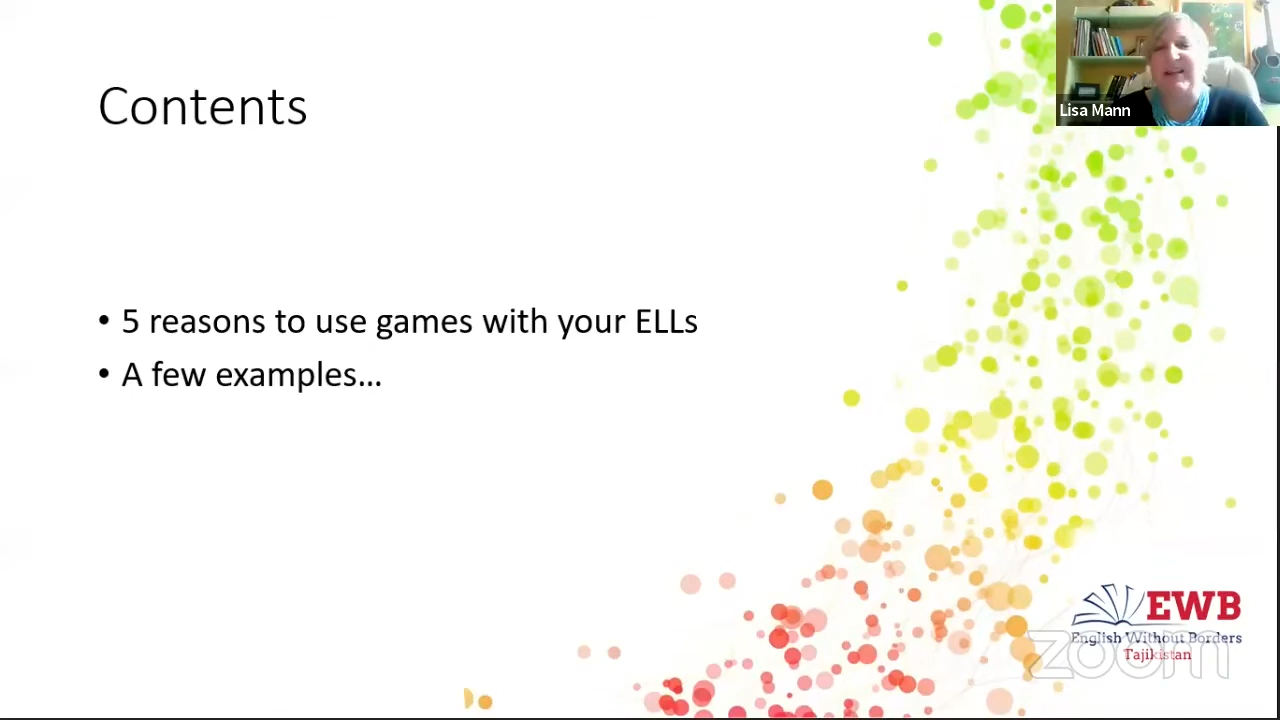 Contents
Lisa Mann
• 5 reasons to use games with your ELLs
• A few examples...
EWB
English Without Borders
Tajikistan
zoom